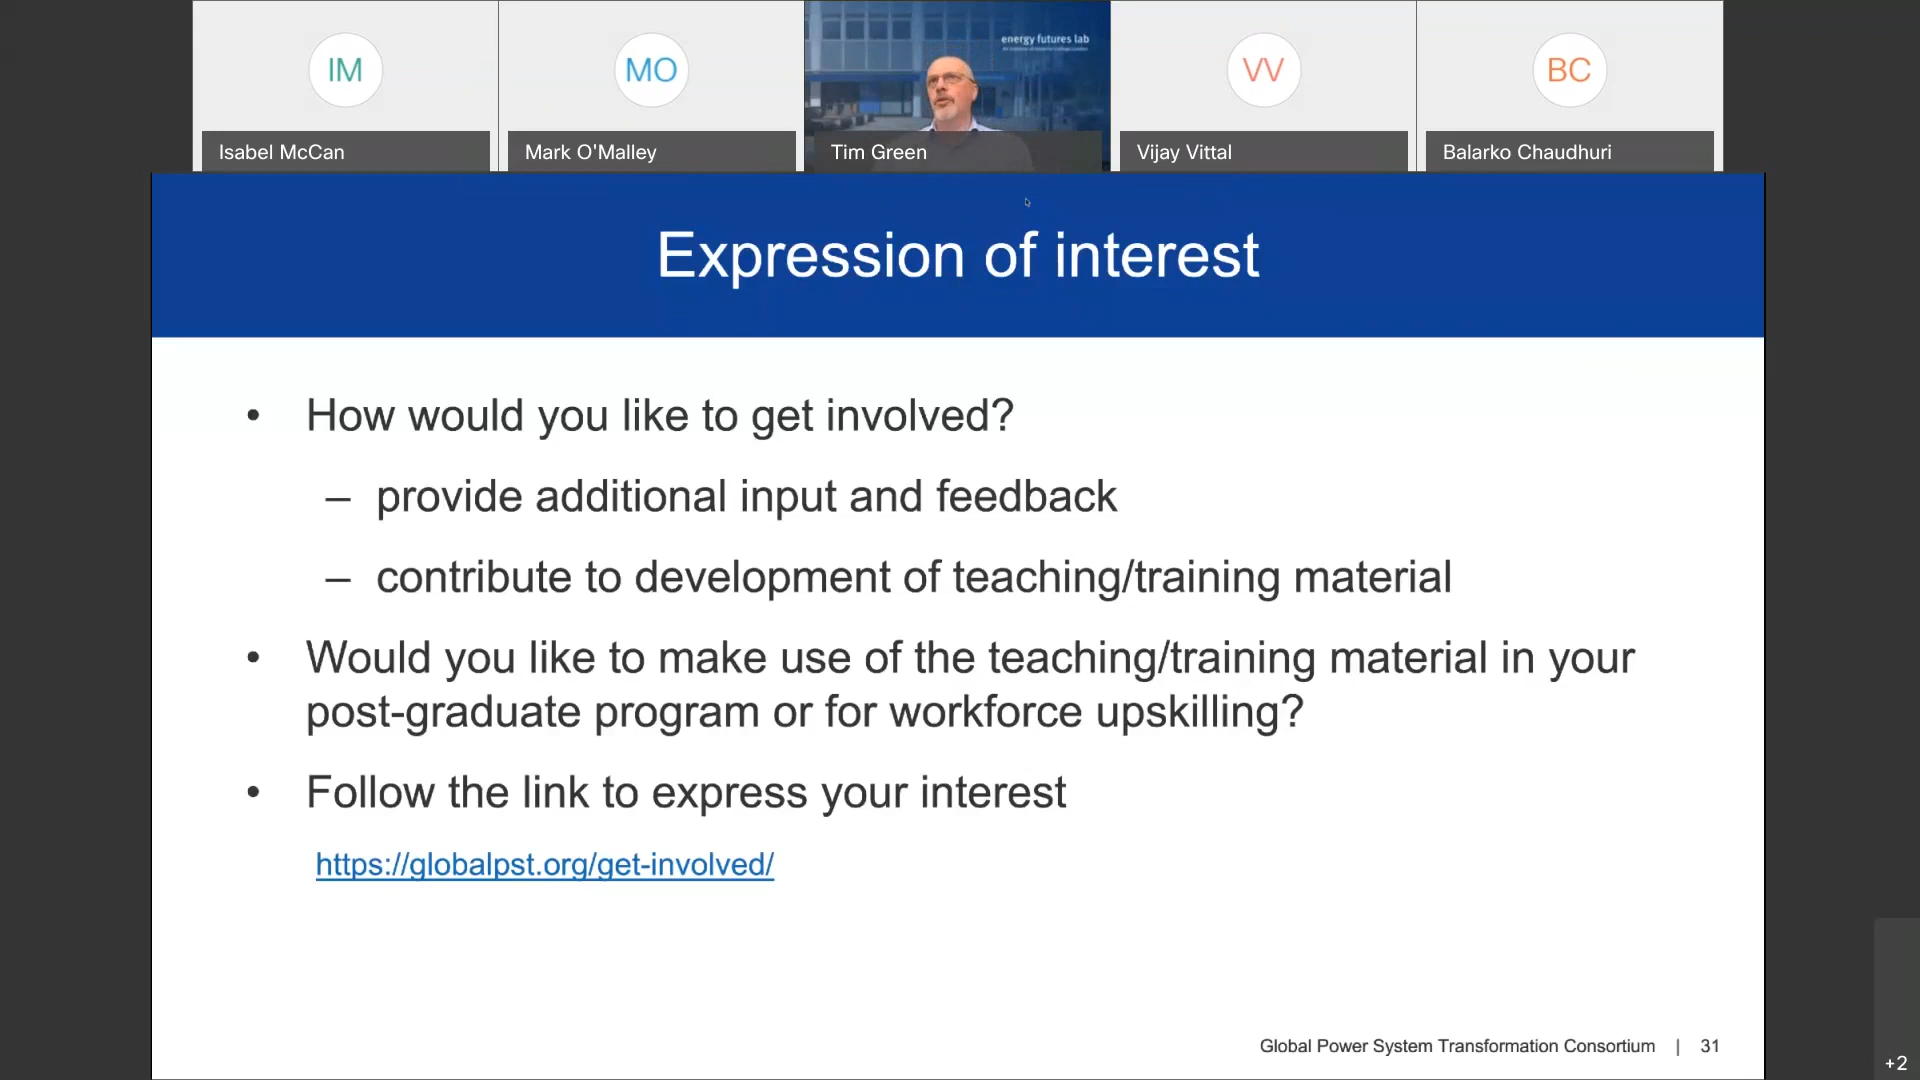 IM
MO
energy futures lab
VV
BC
Isabel McCan
Mark O'Malley
Tim Green
Vijay Vittal
Balarko Chaudhuri
Expression of interest
• How would you like to get involved?
– provide additional input and feedback
– contribute to development of teaching/training material
• Would you like to make use of the teaching/training material in your
post-graduate program or for workforce upskilling?
• Follow the link to express your interest
https://globalpst.org/get-involved/
Global Power System Transformation Consortium | 31
+2